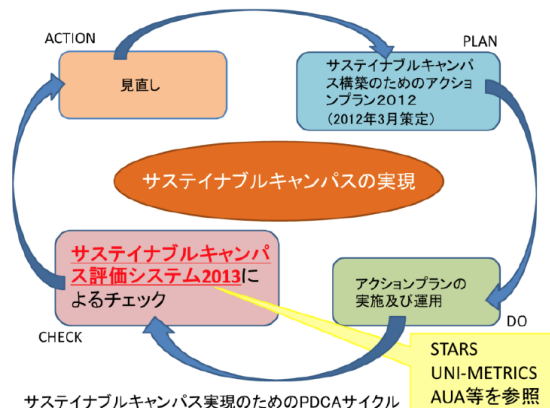 ACTION
PLAN
見直し
サステイナブルキャンパ
ス構築のためのアクショ
ンプラン2012
（2012年3月策定）
サステイナブルキャンパスの実現
サステイナブルキャンパ
ス評価システム2013に
よるチェック
アクションプランの
実施及び運用
CHECK
DO
STARS
UNI-METRICS
AUA等を参照
サステイナブルキャンパス実現のためのPDCAサイクル